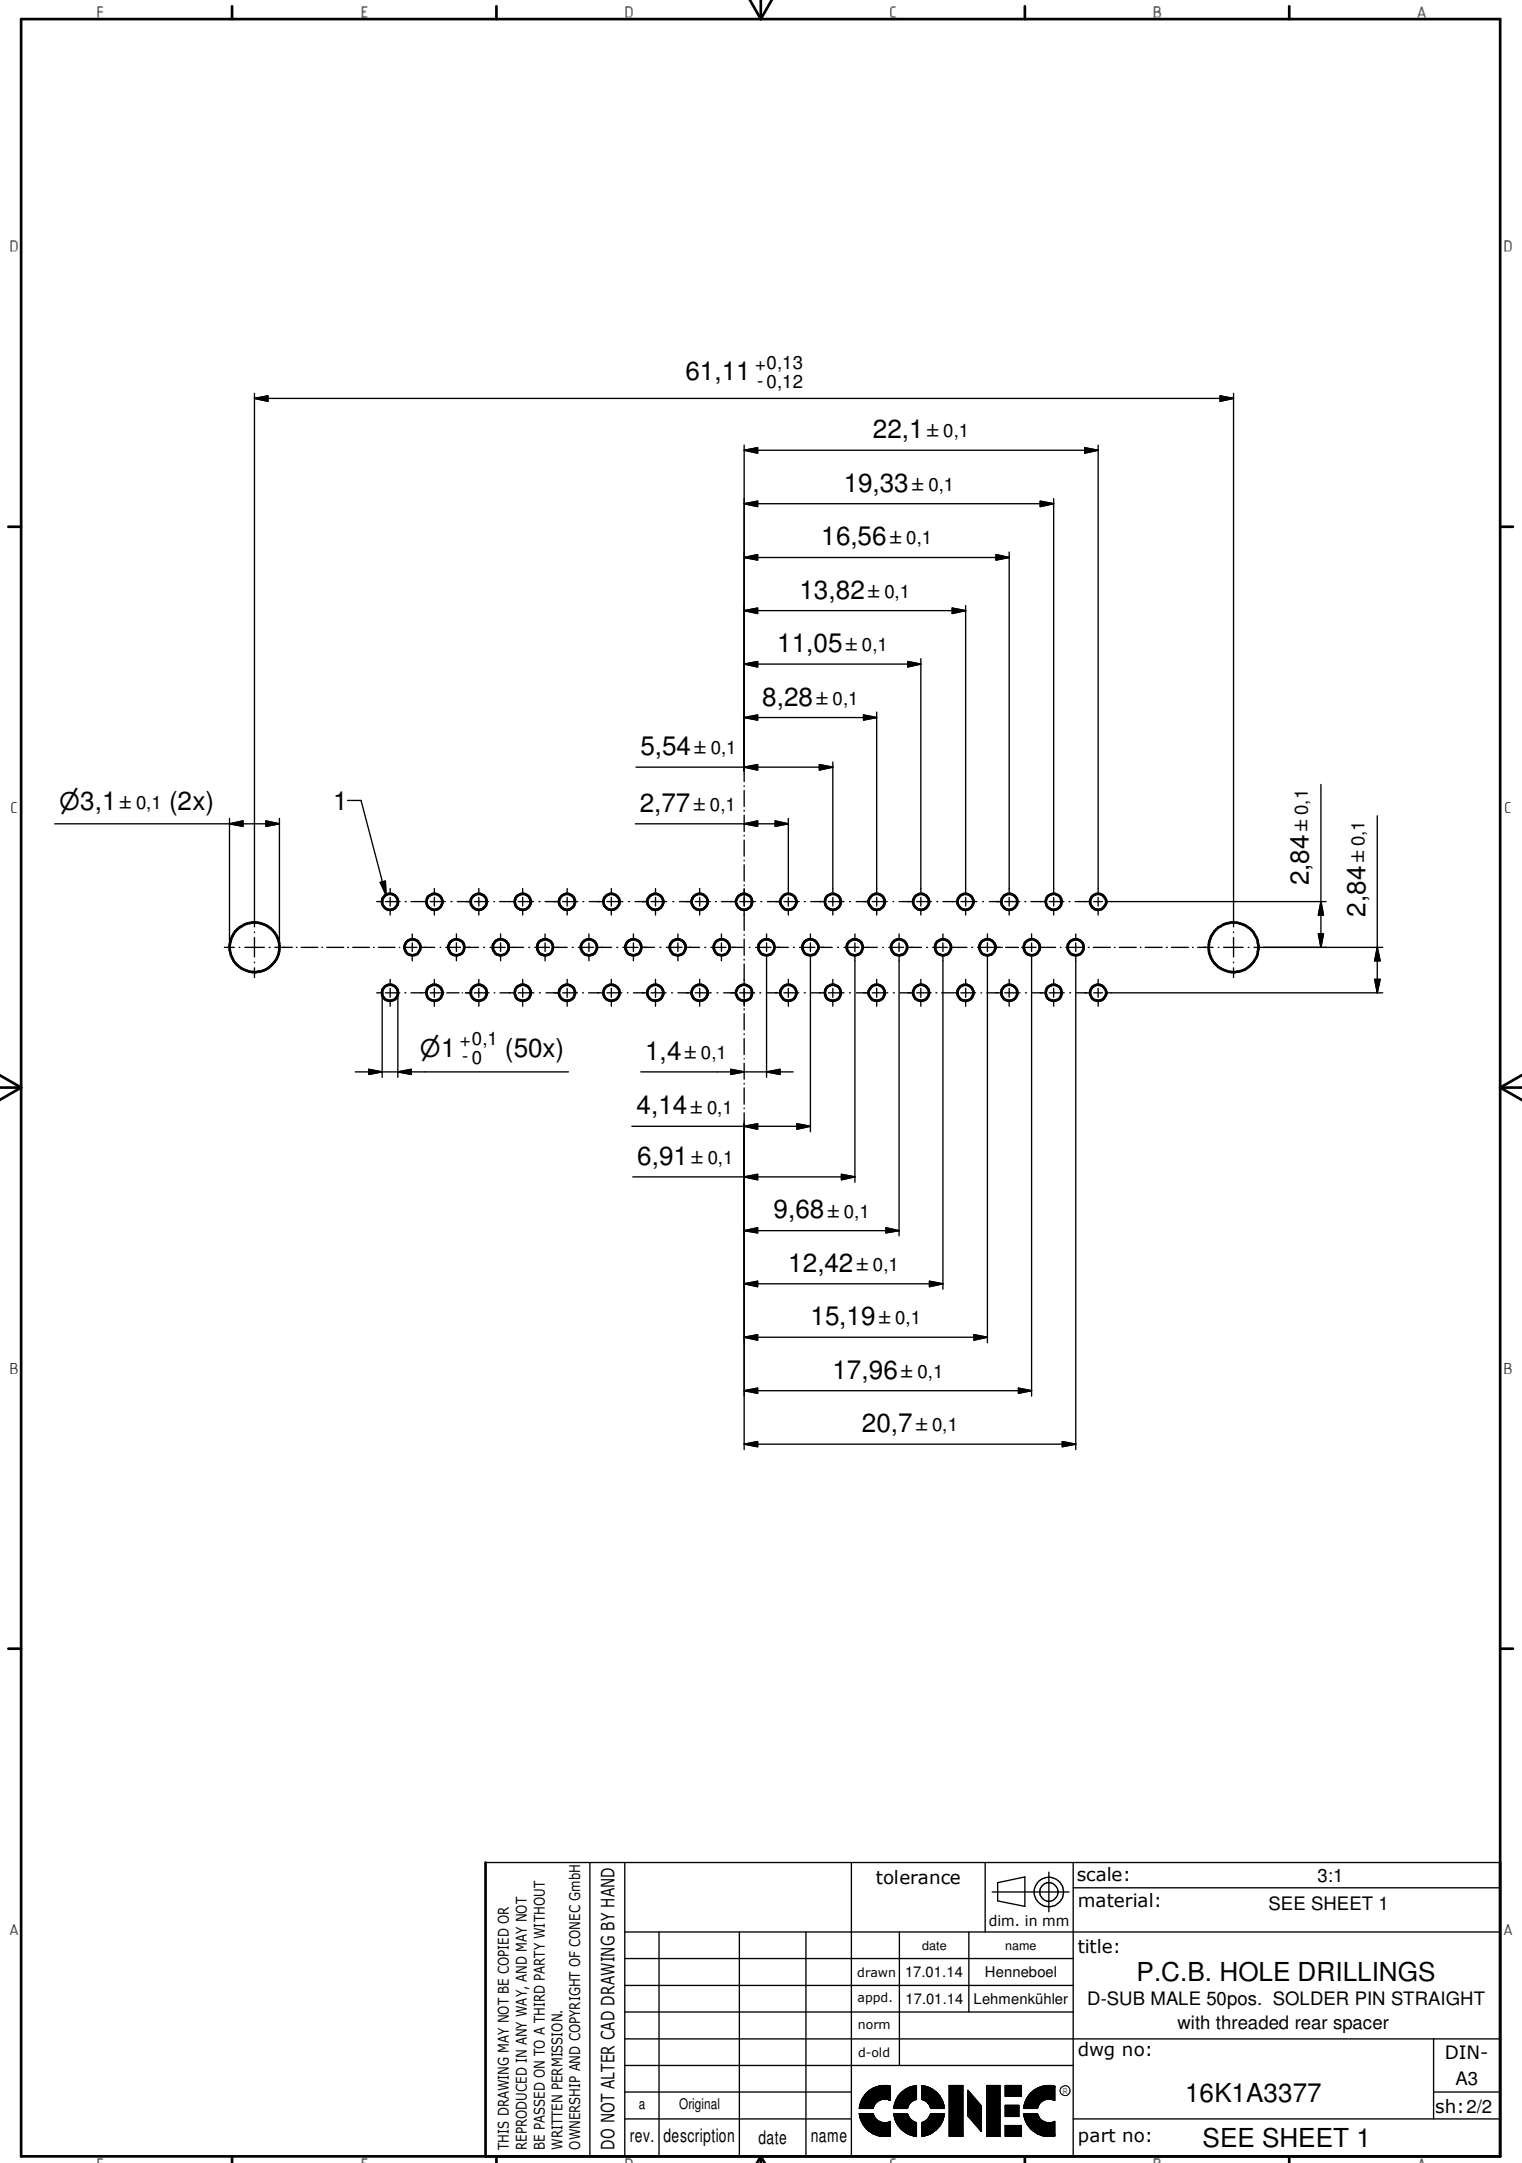 F E D C B A
D D
61,11 +0,13 -0,12
22,1 ± 0,1
19,33 ± 0,1
16,56 ± 0,1
13,82 ± 0,1
11,05 ± 0,1
8,28 ± 0,1
5,54 ± 0,1
2,77 ± 0,1
C C
Ø3,1 ± 0,1 (2x)
1
2,84 ± 0,1
2,84 ± 0,1
Ø1 +0,1 -0 (50x)
1,4 ± 0,1
4,14 ± 0,1
6,91 ± 0,1
9,68 ± 0,1
12,42 ± 0,1
15,19 ± 0,1
17,96 ± 0,1
20,7 ± 0,1
B B
A A
THIS DRAWING MAY NOT BE COPIED OR
REPRODUCED IN ANY WAY, AND MAY NOT
BE PASSED ON TO A THIRD PARTY WITHOUT
WRITTEN PERMISSION.
OWNERSHIP AND COPYRIGHT OF CONEC GmbH
DO NOT ALTER CAD DRAWING BY HAND
tolerance
dim. in mm
scale: 3:1
material: SEE SHEET 1
date name
drawn 17.01.14 Henneboel
appd. 17.01.14 Lehmenkühler
norm
d-old
title:
P.C.B. HOLE DRILLINGS
D-SUB MALE 50pos. SOLDER PIN STRAIGHT
with threaded rear spacer
dwg no:
16K1A3377
DIN-
A3
sh: 2/2
a Original
rev. description date name
CONEC®
part no: SEE SHEET 1